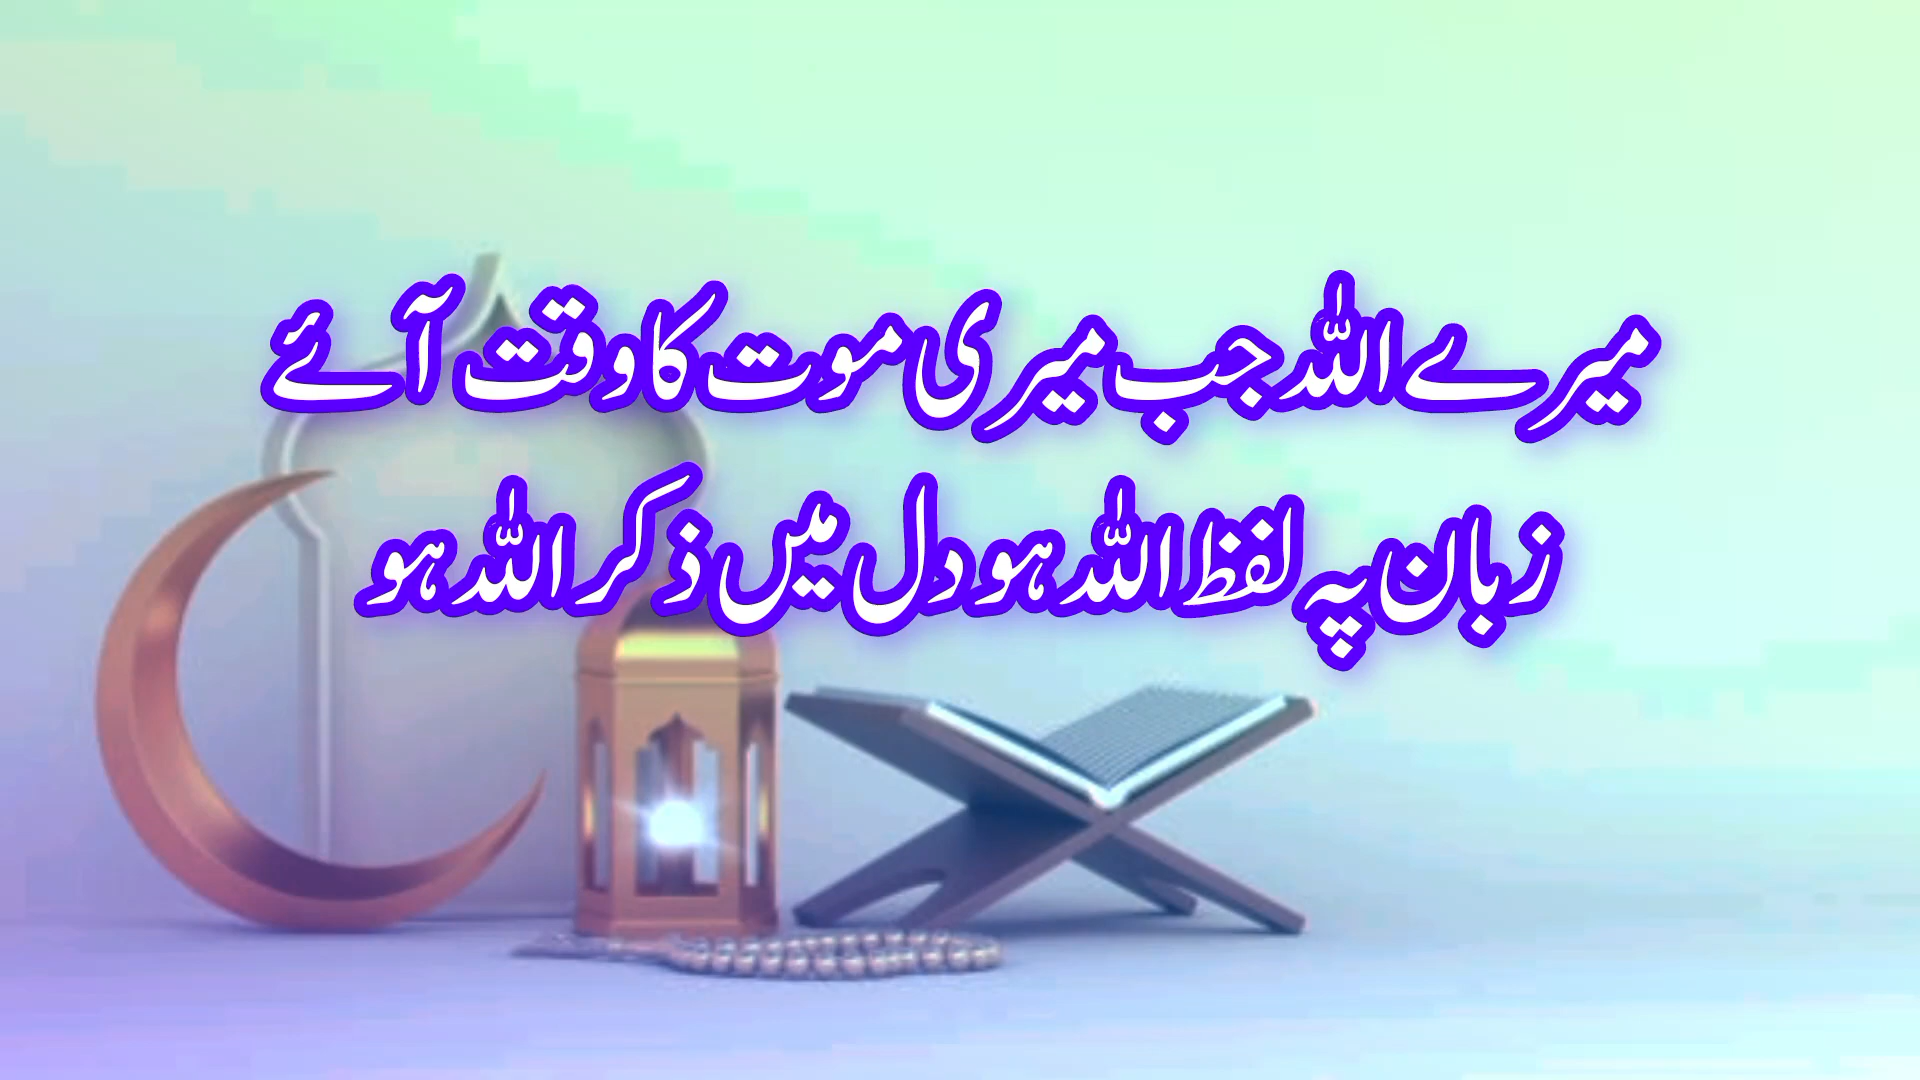 میرے اللہ جب میری موت کا وقت آئے
زبان پہ لفظ اللہ ہو دل میں ذکر اللہ ہو